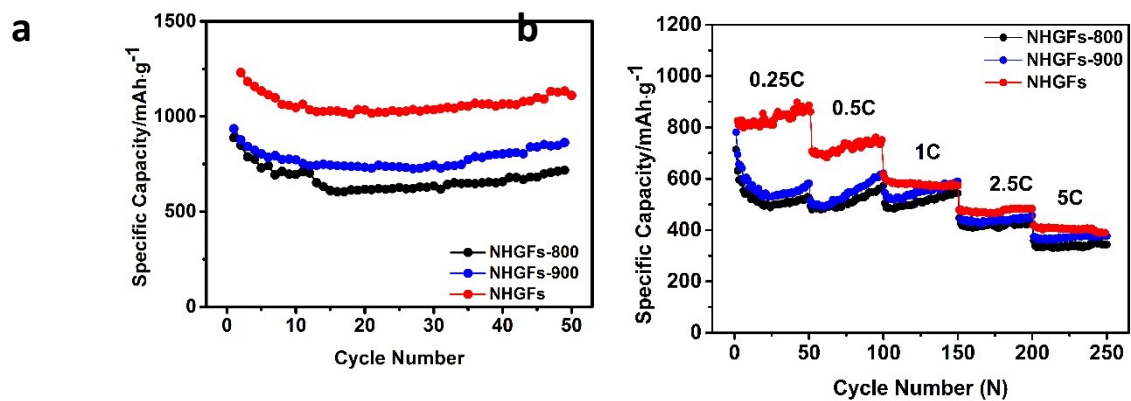 a
1500
1000
500
0
0 10 20 30 40 50
Specific Capacity/mAh·g-1
Cycle Number
NHGFs-800
NHGFs-900
NHGFs
b
1200
1000
800
600
400
200
0
0 50 100 150 200 250
Specific Capacity/mAh·g-1
Cycle Number (N)
NHGFs-800
NHGFs-900
NHGFs
0.25C
0.5C
1C
2.5C
5C